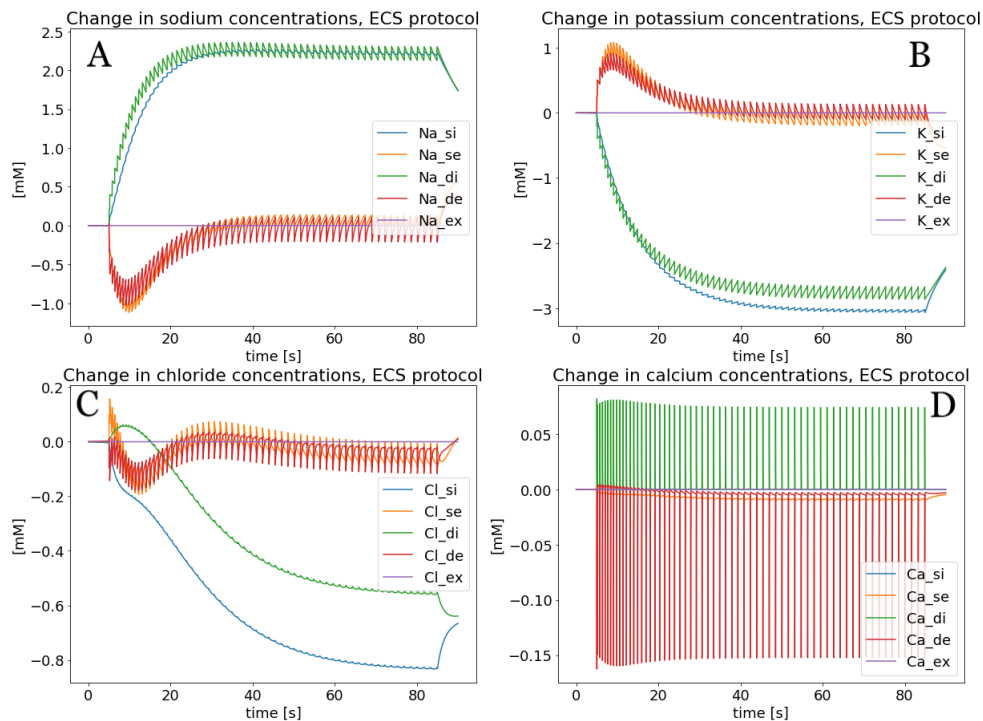 Change in sodium concentrations, ECS protocol
A
2.5
2.0
1.5
1.0
0.5
0.0
−0.5
−1.0
[mM]
Na_si
Na_se
Na_di
Na_de
Na_ex
0
20
40
60
80
time [s]
Change in potassium concentrations, ECS protocol
B
1
0
−1
−2
−3
[mM]
K_si
K_se
K_di
K_de
K_ex
0
20
40
60
80
time [s]
Change in chloride concentrations, ECS protocol
C
0.2
0.0
−0.2
−0.4
−0.6
−0.8
[mM]
Cl_si
Cl_se
Cl_di
Cl_de
Cl_ex
0
20
40
60
80
time [s]
Change in calcium concentrations, ECS protocol
D
0.05
0.00
−0.05
−0.10
−0.15
[mM]
Ca_si
Ca_se
Ca_di
Ca_de
Ca_ex
0
20
40
60
80
time [s]